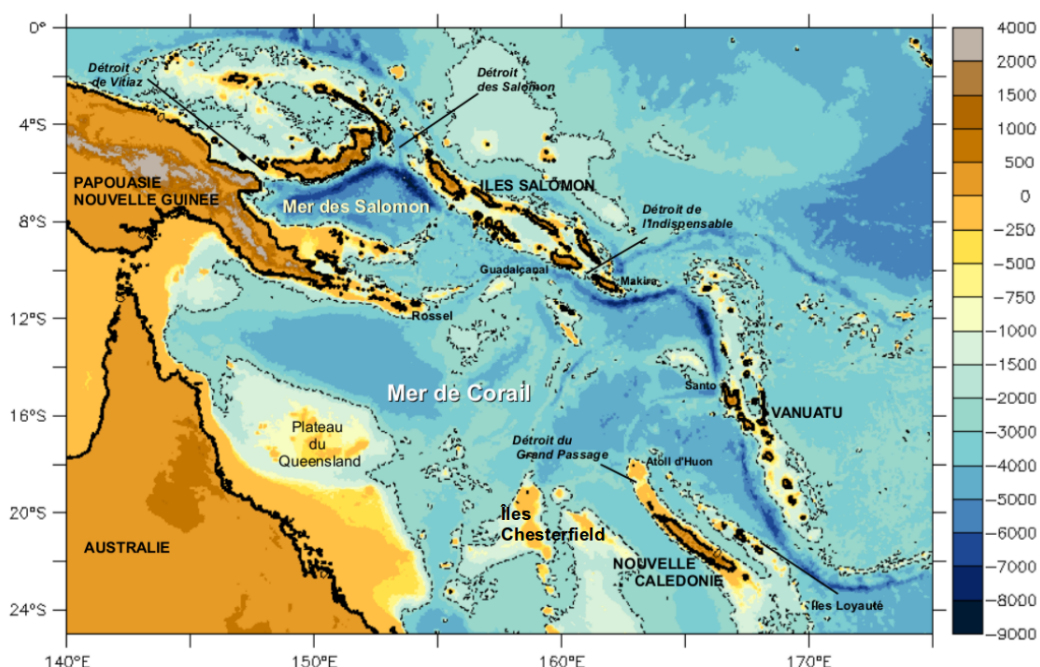 0°
4°S
8°S
12°S
16°S
20°S
24°S
140°E
150°E
160°E
170°E
Détroit
de Vitiaz
Détroit
des Salomon
PAPOUASIE
NOUVELLE GUINEE
Mer des Salomon
ILES SALOMON
Détroit de
l'Indispensable
Guadalcanal
Makira
Rossel
Mer de Corail
Santo
VANUATU
Plateau
du
Queensland
Détroit du
Grand Passage
Atoll d'Huon
Îles
Chesterfield
AUSTRALIE
NOUVELLE
CALEDONIE
Îles Loyauté
4000
2000
1500
1000
500
0
−250
−500
−750
−1000
−1500
−2000
−3000
−4000
−5000
−6000
−7000
−8000
−9000